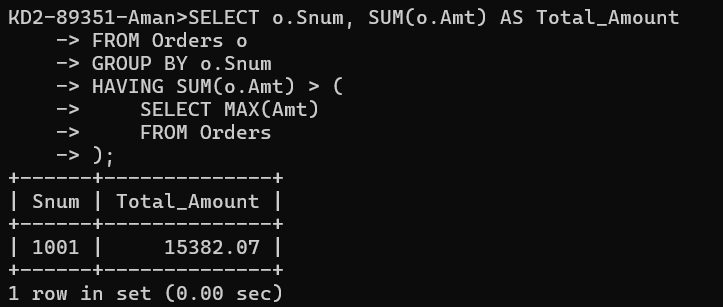 KD2-89351-Aman>SELECT o.Snum, SUM(o.Amt) AS Total_Amount
    -> FROM Orders o
    -> GROUP BY o.Snum
    -> HAVING SUM(o.Amt) > (
    ->     SELECT MAX(Amt)
    ->     FROM Orders
    -> );
+------+--------------+
| Snum | Total_Amount |
+------+--------------+
| 1001 |     15382.07 |
+------+--------------+
1 row in set (0.00 sec)